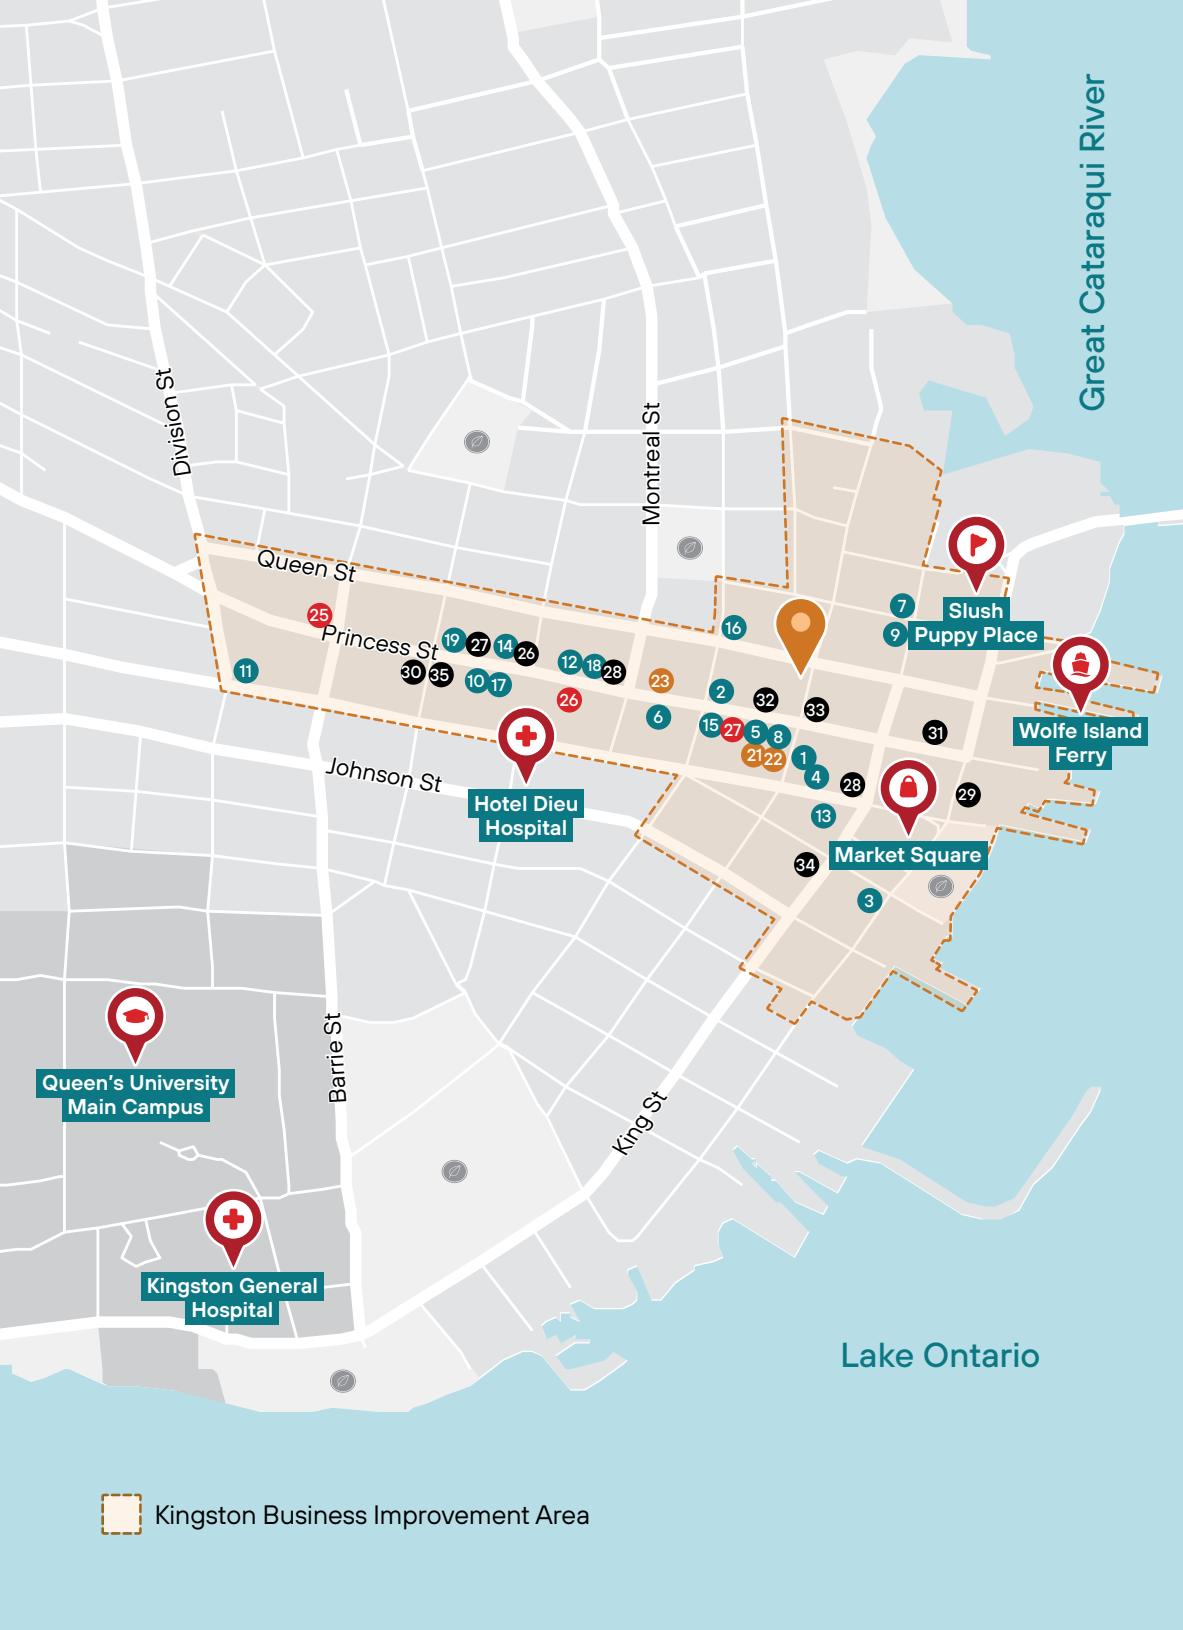 Great Cataraqui River
Division St
Montreal St
Queen St
Princess St
25
19
27
14
26
12
18
28
11
30
35
10
17
26
23
6
16
7
9
Slush
Puppy Place
2
32
33
15
27
5
8
21
22
1
4
28
31
29
13
34
3
Wolfe Island
Ferry
Market Square
Johnson St
Hotel Dieu
Hospital
Barrie St
King St
Queen's University
Main Campus
Kingston General
Hospital
Lake Ontario
Kingston Business Improvement Area